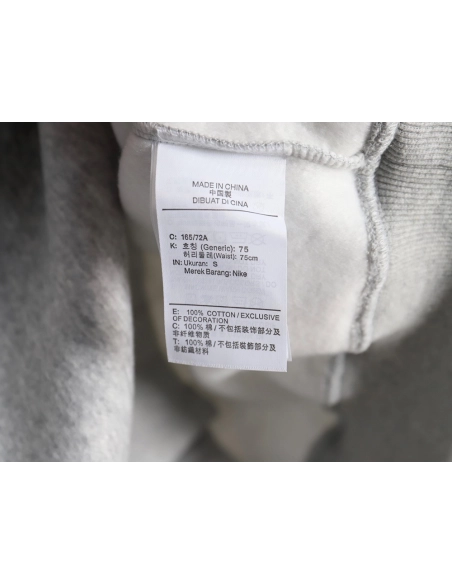 MADE IN CHINA
中国製
DIBUAT DI CINA
C: 165/72A
K: 호칭 (Generic): 75
허리둘레(Waist): 75cm
IN: Ukuran: S
Merek Barang: Nike
E: 100% COTTON / EXCLUSIVE
OF DECORATION
C: 100% 棉 / 不包括装饰部分及
非纤维物质
T: 100% 棉 / 不包括裝飾部分及
非紡織材料